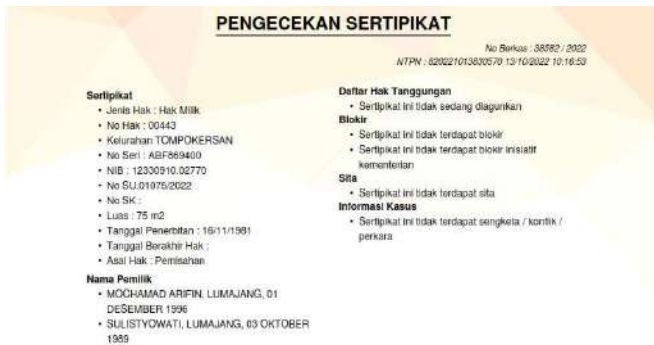 PENGECEKAN SERTIPIKAT
No Berkas : 38582 / 2022
NTPN : 820221013830570 13/10/2022 10:16:53
Sertipikat
• Jenis Hak : Hak Milik
• No Hak : 00443
• Kelurahan TOMPOKERSAN
• No Seri : ABF869400
• NIB : 12330910.02770
• No SU.01075/2022
• No SK :
• Luas : 75 m2
• Tanggal Penerbitan : 16/11/1981
• Tanggal Berakhir Hak :
• Asal Hak : Pemisahan
Nama Pemilik
• MOCHAMAD ARIFIN, LUMAJANG, 01
DESEMBER 1996
• SULISTYOWATI, LUMAJANG, 03 OKTOBER
1989
Daftar Hak Tanggungan
• Sertipikat ini tidak sedang diagunkan
Blokir
• Sertipikat ini tidak terdapat blokir
• Sertipikat ini tidak terdapat blokir inisiatif
kementerian
Sita
• Sertipikat ini tidak terdapat sita
Informasi Kasus
• Sertipikat ini tidak terdapat sengketa / konflik /
perkara